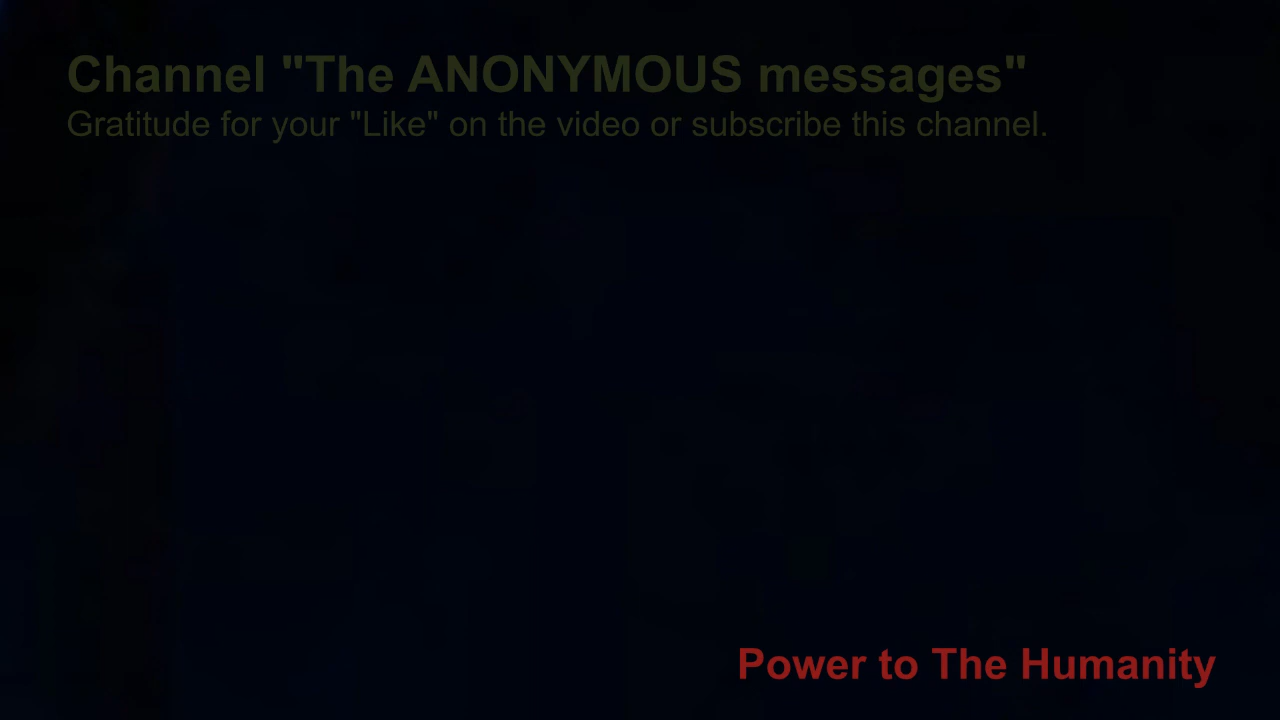 Channel "The ANONYMOUS messages"
Gratitude for your "Like" on the video or subscribe this channel.
Power to The Humanity